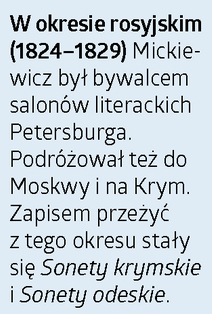 W okresie rosyjskim
(1824–1829) Mickie-
wicz był bywalcem
salonów literackich
Petersburga.
Podróżował też do
Moskwy i na Krym.
Zapisem przeżyć
z tego okresu stały
się Sonety krymskie
i Sonety odeskie.